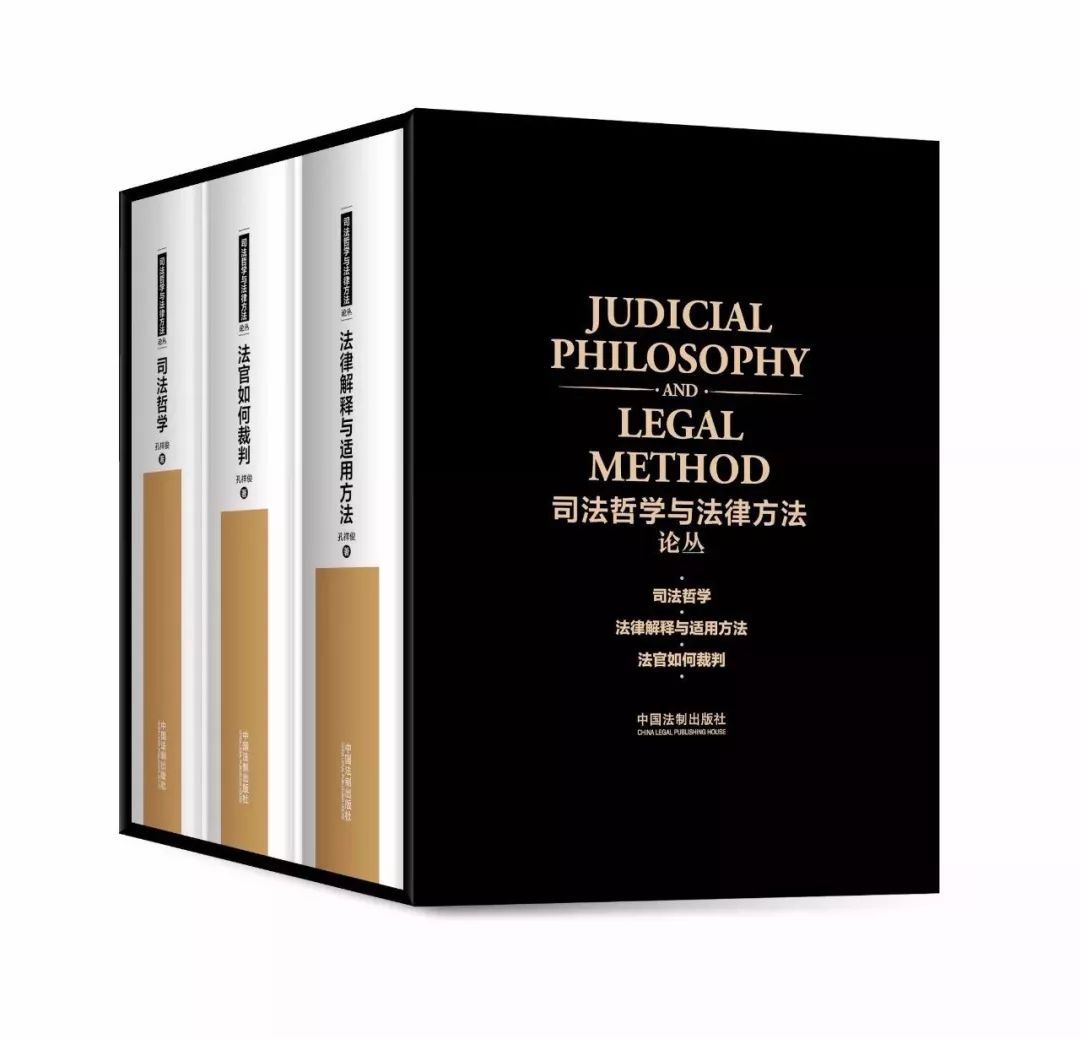 司法哲学与法律方法
论丛
司法哲学
孔祥俊
著
中国法制出版社
司法哲学与法律方法
论丛
法官如何裁判
孔祥俊
著
中国法制出版社
司法哲学与法律方法
论丛
法律解释与适用方法
孔祥俊
著
中国法制出版社
JUDICIAL
PHILOSOPHY
AND
LEGAL
METHOD
司法哲学与法律方法
论丛
司法哲学
法律解释与适用方法
法官如何裁判
中国法制出版社
CHINA LEGAL PUBLISHING HOUSE